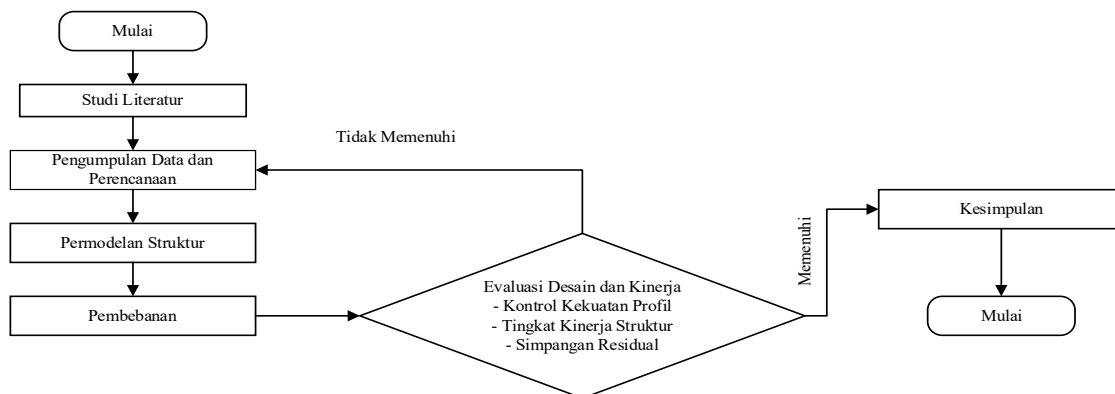 Mulai
Studi Literatur
Pengumpulan Data dan
Perencanaan
Permodelan Struktur
Pembebanan
Tidak Memenuhi
Evaluasi Desain dan Kinerja
- Kontrol Kekuatan Profil
- Tingkat Kinerja Struktur
- Simpangan Residual
Memenuhi
Kesimpulan
Mulai